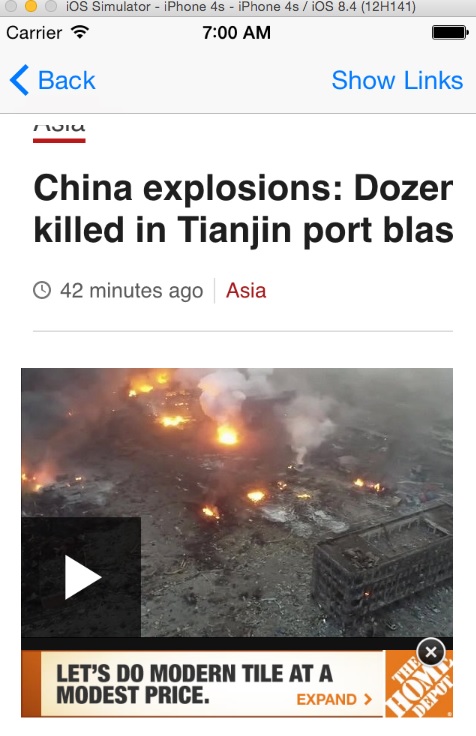 iOS Simulator - iPhone 4s - iPhone 4s / iOS 8.4 (12H141)
Carrier 7:00 AM
Back Show Links
Asia
China explosions: Dozen
killed in Tianjin port blas
42 minutes ago Asia
LET'S DO MODERN TILE AT A
MODEST PRICE.
EXPAND >
THE
HOME
DEPOT